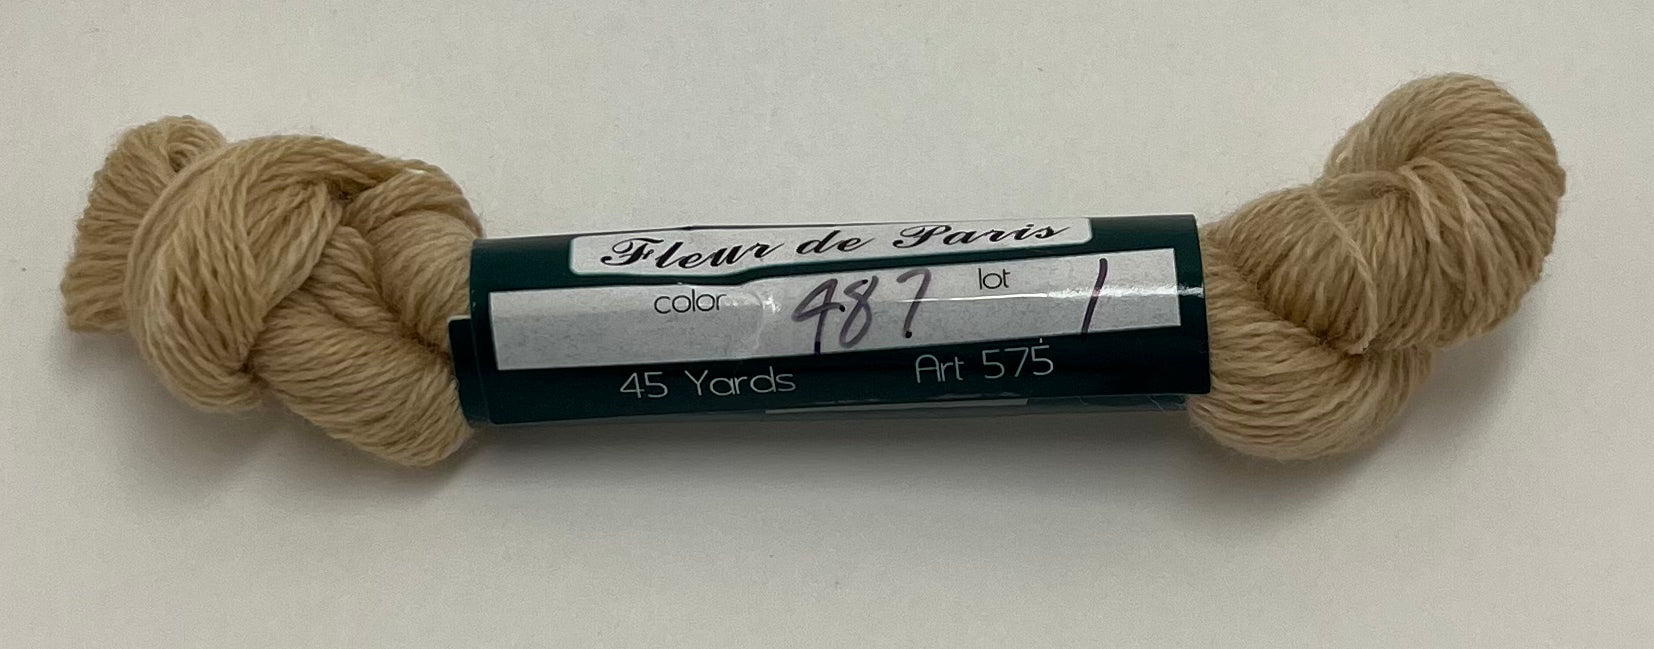 Fleur de Paris
color 487 lot 1
45 Yards Art 575